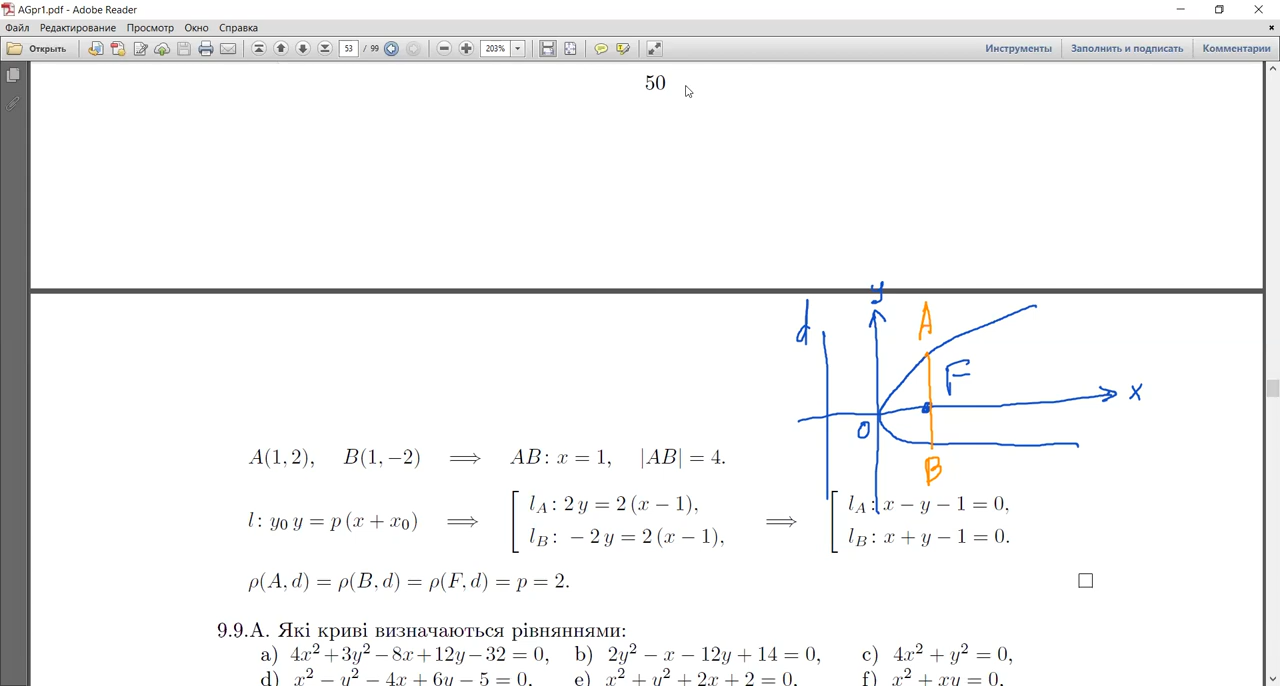 AGpr1.pdf - Adobe Reader
Файл Редактирование Просмотр Окно Справка
Открыть 53 / 99 203% Инструменты Заполнить и подписать Комментарии
50
d y A F x O B
A(1, 2), B(1, −2) ⟹ AB: x = 1, |AB| = 4.
l: y₀ y = p (x + x₀) ⟹ [ l_A: 2 y = 2 (x − 1), ⟹ [ l_A: x − y − 1 = 0,
l_B: − 2 y = 2 (x − 1), l_B: x + y − 1 = 0.
ρ(A, d) = ρ(B, d) = ρ(F, d) = p = 2. □
9.9.A. Які криві визначаються рівняннями:
a) 4x² + 3y² − 8x + 12y − 32 = 0, b) 2y² − x − 12y + 14 = 0, c) 4x² + y² = 0,
d) x² − y² − 4x + 6y − 5 = 0, e) x² + y² + 2x + 2 = 0, f) x² + xy = 0,